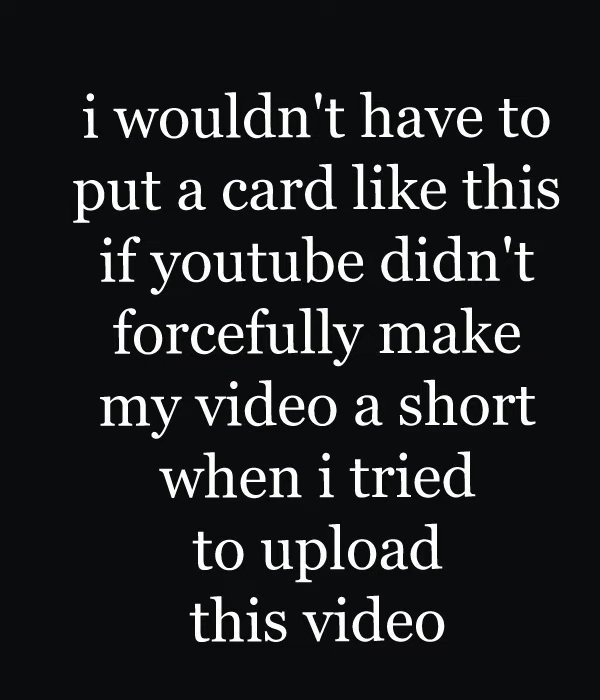 i wouldn't have to
put a card like this
if youtube didn't
forcefully make
my video a short
when i tried
to upload
this video